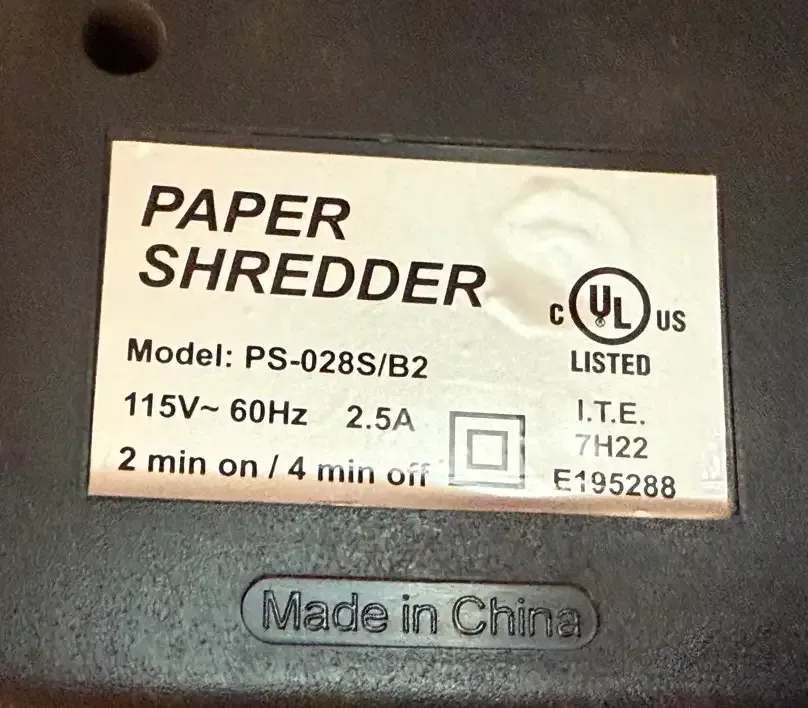 PAPER
SHREDDER
Model: PS-028S/B2
115V~ 60Hz 2.5A
2 min on / 4 min off
C UL® US
LISTED
I.T.E.
7H22
E195288
Made in China